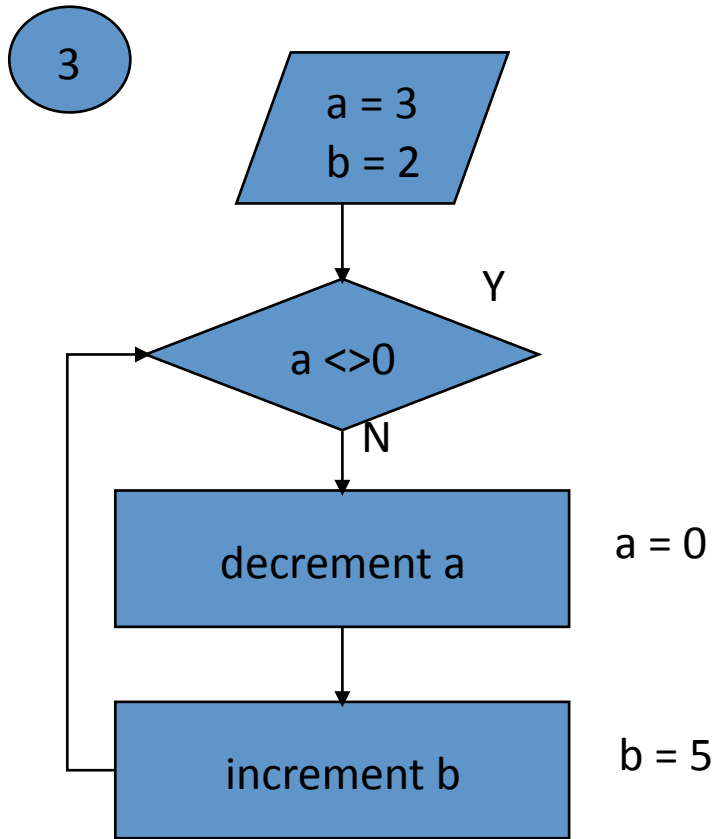 3
a = 3
b = 2
Y
a <>0
N
decrement a
a = 0
increment b
b = 5